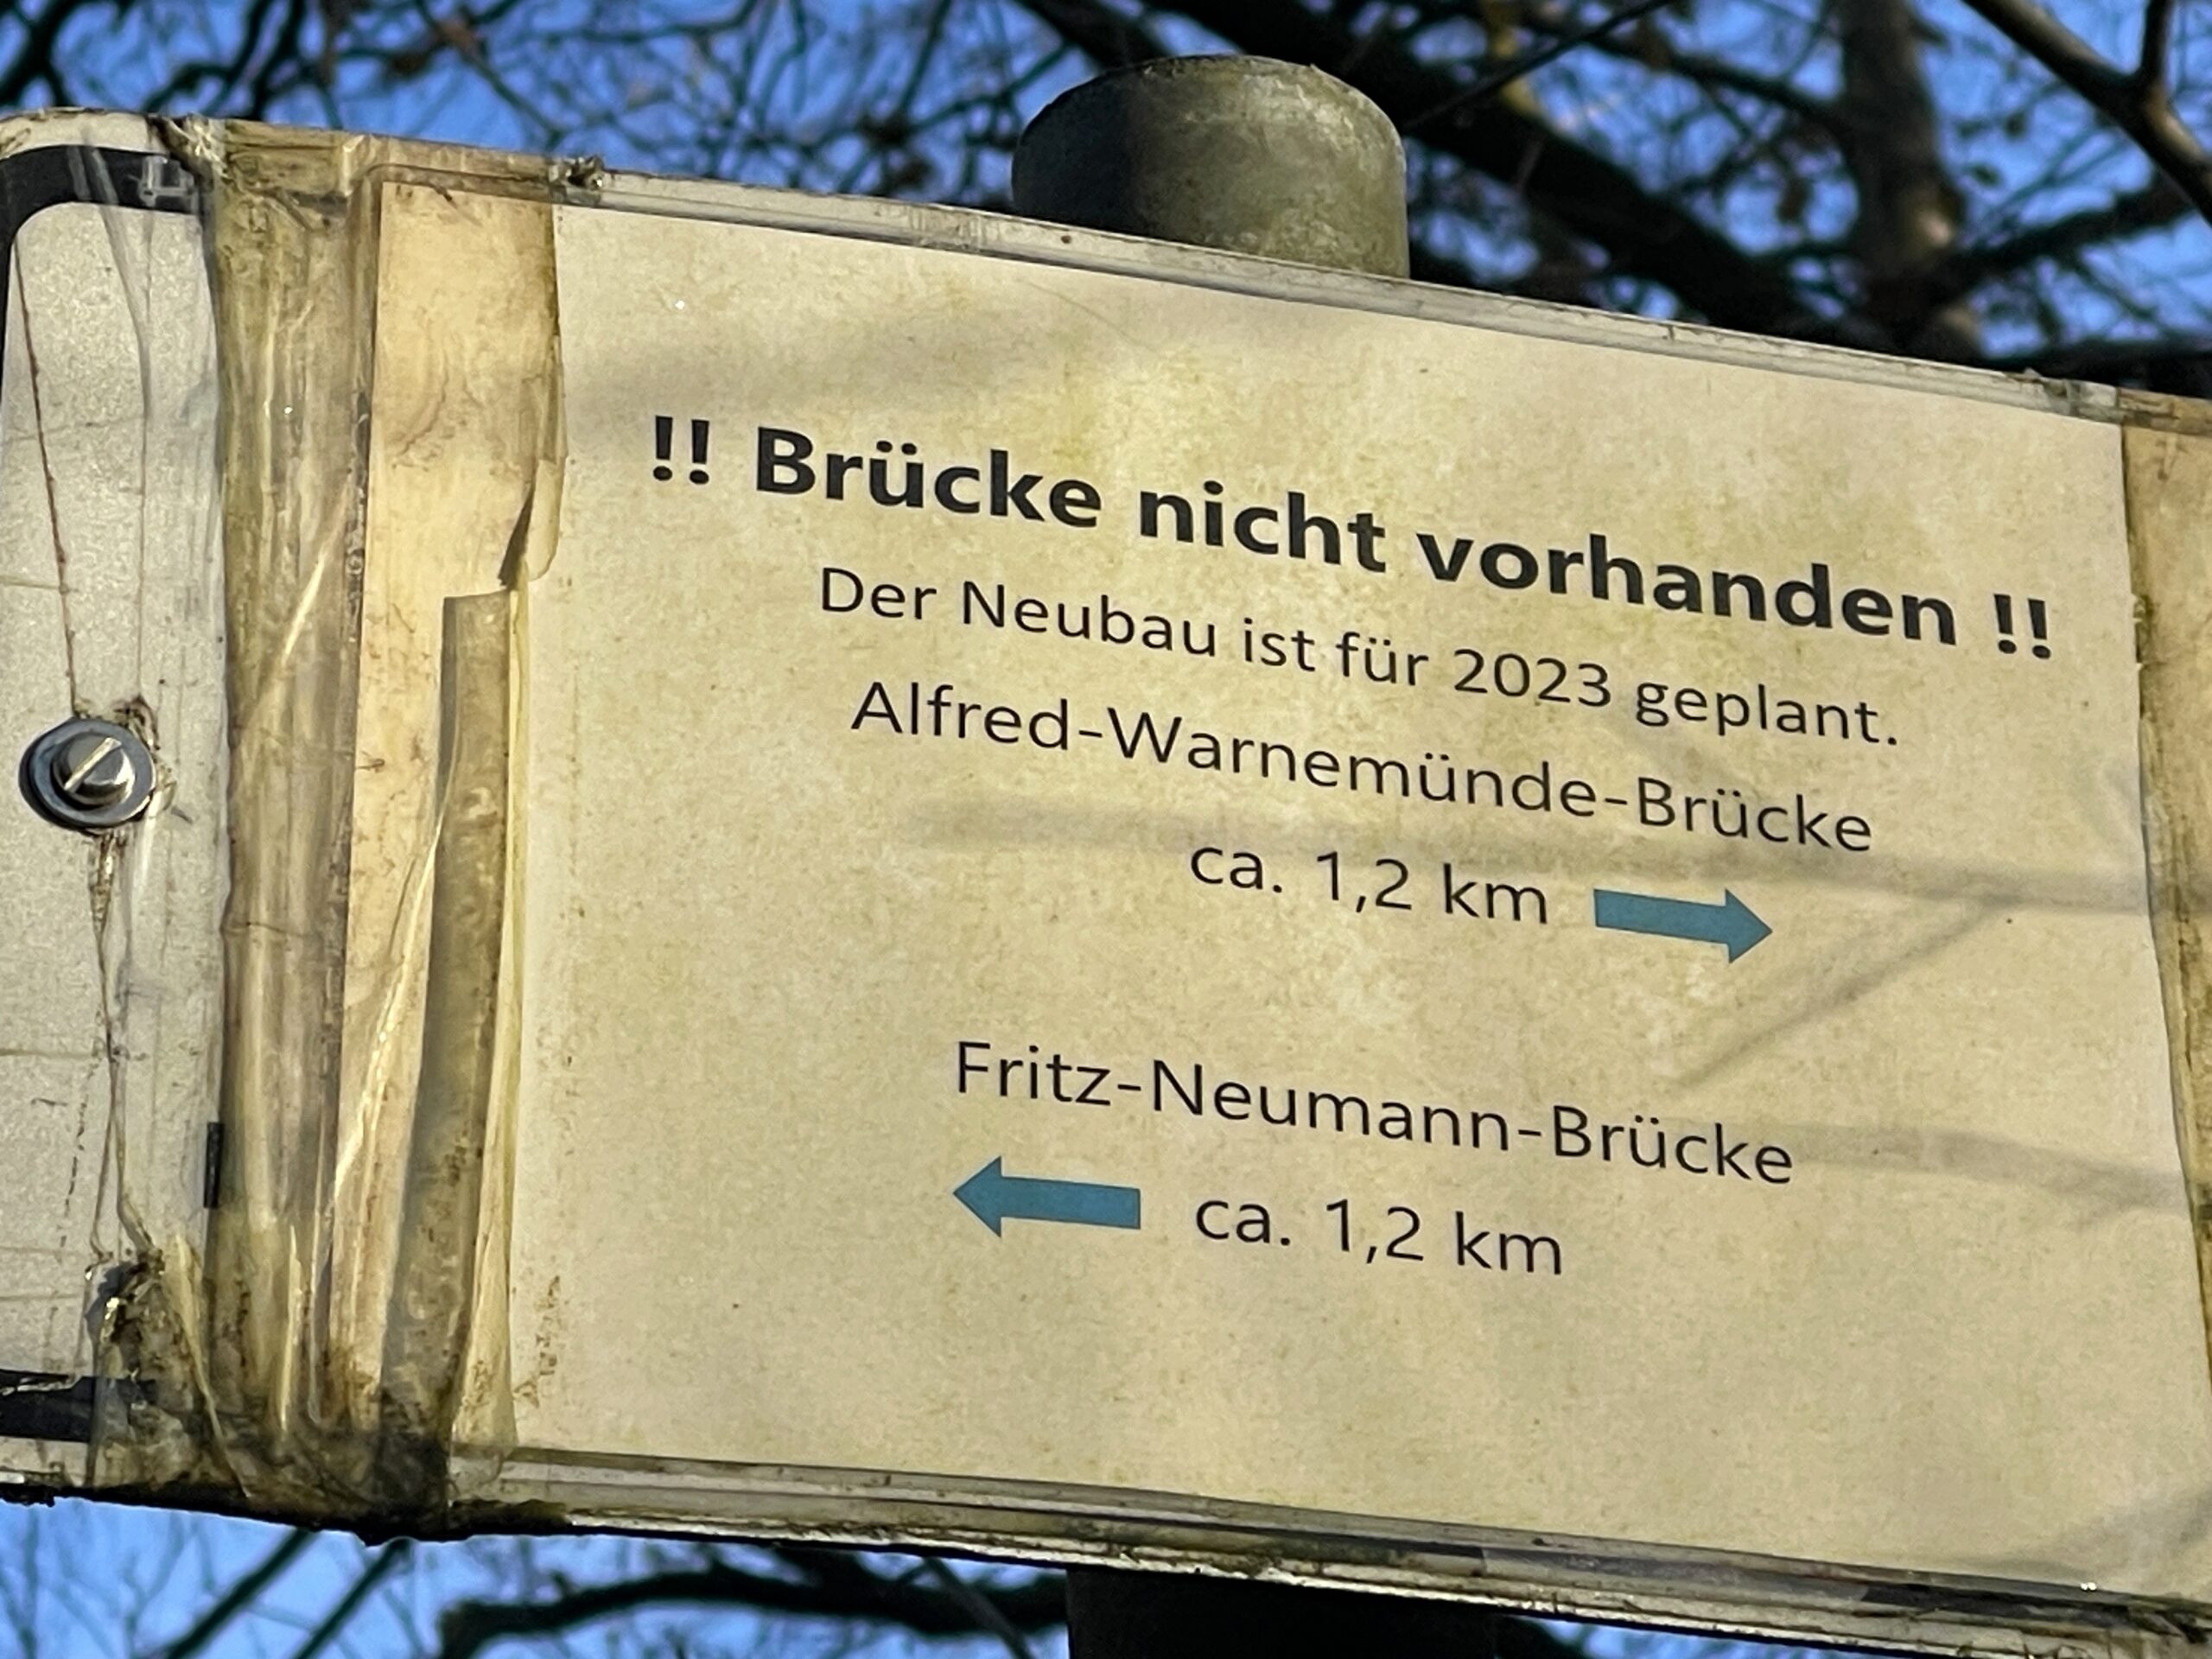 !! Brücke nicht vorhanden !!
Der Neubau ist für 2023 geplant.
Alfred-Warnemünde-Brücke
ca. 1,2 km
Fritz-Neumann-Brücke
ca. 1,2 km